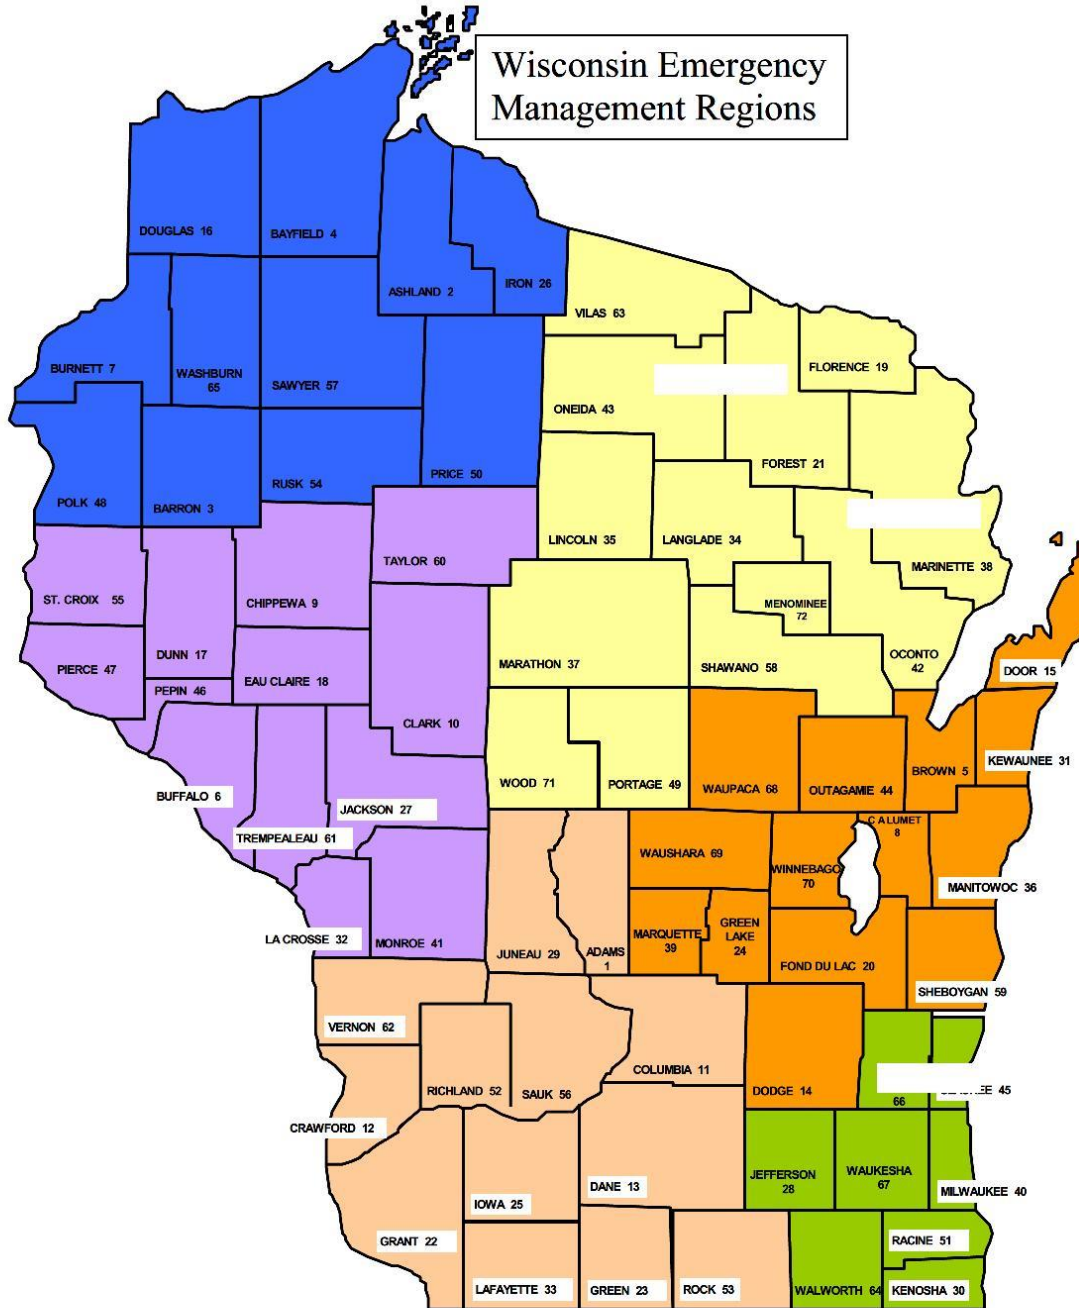 Wisconsin Emergency
Management Regions
DOUGLAS 16
BAYFIELD 4
ASHLAND 2
IRON 26
VILAS 63
BURNETT 7
WASHBURN
65
SAWYER 57
FLORENCE 19
ONEIDA 43
POLK 48
BARRON 3
RUSK 54
PRICE 50
FOREST 21
LINCOLN 35
LANGLADE 34
MARINETTE 38
TAYLOR 60
ST. CROIX 55
CHIPPEWA 9
MENOMINEE
72
PIERCE 47
DUNN 17
EAU CLAIRE 18
MARATHON 37
SHAWANO 58
OCONTO
42
DOOR 15
PEPIN 46
CLARK 10
BUFFALO 6
WOOD 71
PORTAGE 49
WAUPACA 68
OUTAGAMIE 44
BROWN 5
KEWAUNEE 31
TREMPEALEAU 61
JACKSON 27
CALUMET
8
WAUSHARA 69
WINNEBAGO
70
MANITOWOC 36
LA CROSSE 32
MONROE 41
JUNEAU 29
ADAMS
1
MARQUETTE
39
GREEN
LAKE
24
FOND DU LAC 20
SHEBOYGAN 59
VERNON 62
RICHLAND 52
SAUK 56
COLUMBIA 11
DODGE 14
66
45
CRAWFORD 12
IOWA 25
DANE 13
JEFFERSON
28
WAUKESHA
67
MILWAUKEE 40
GRANT 22
LAFAYETTE 33
GREEN 23
ROCK 53
WALWORTH 64
RACINE 51
KENOSHA 30